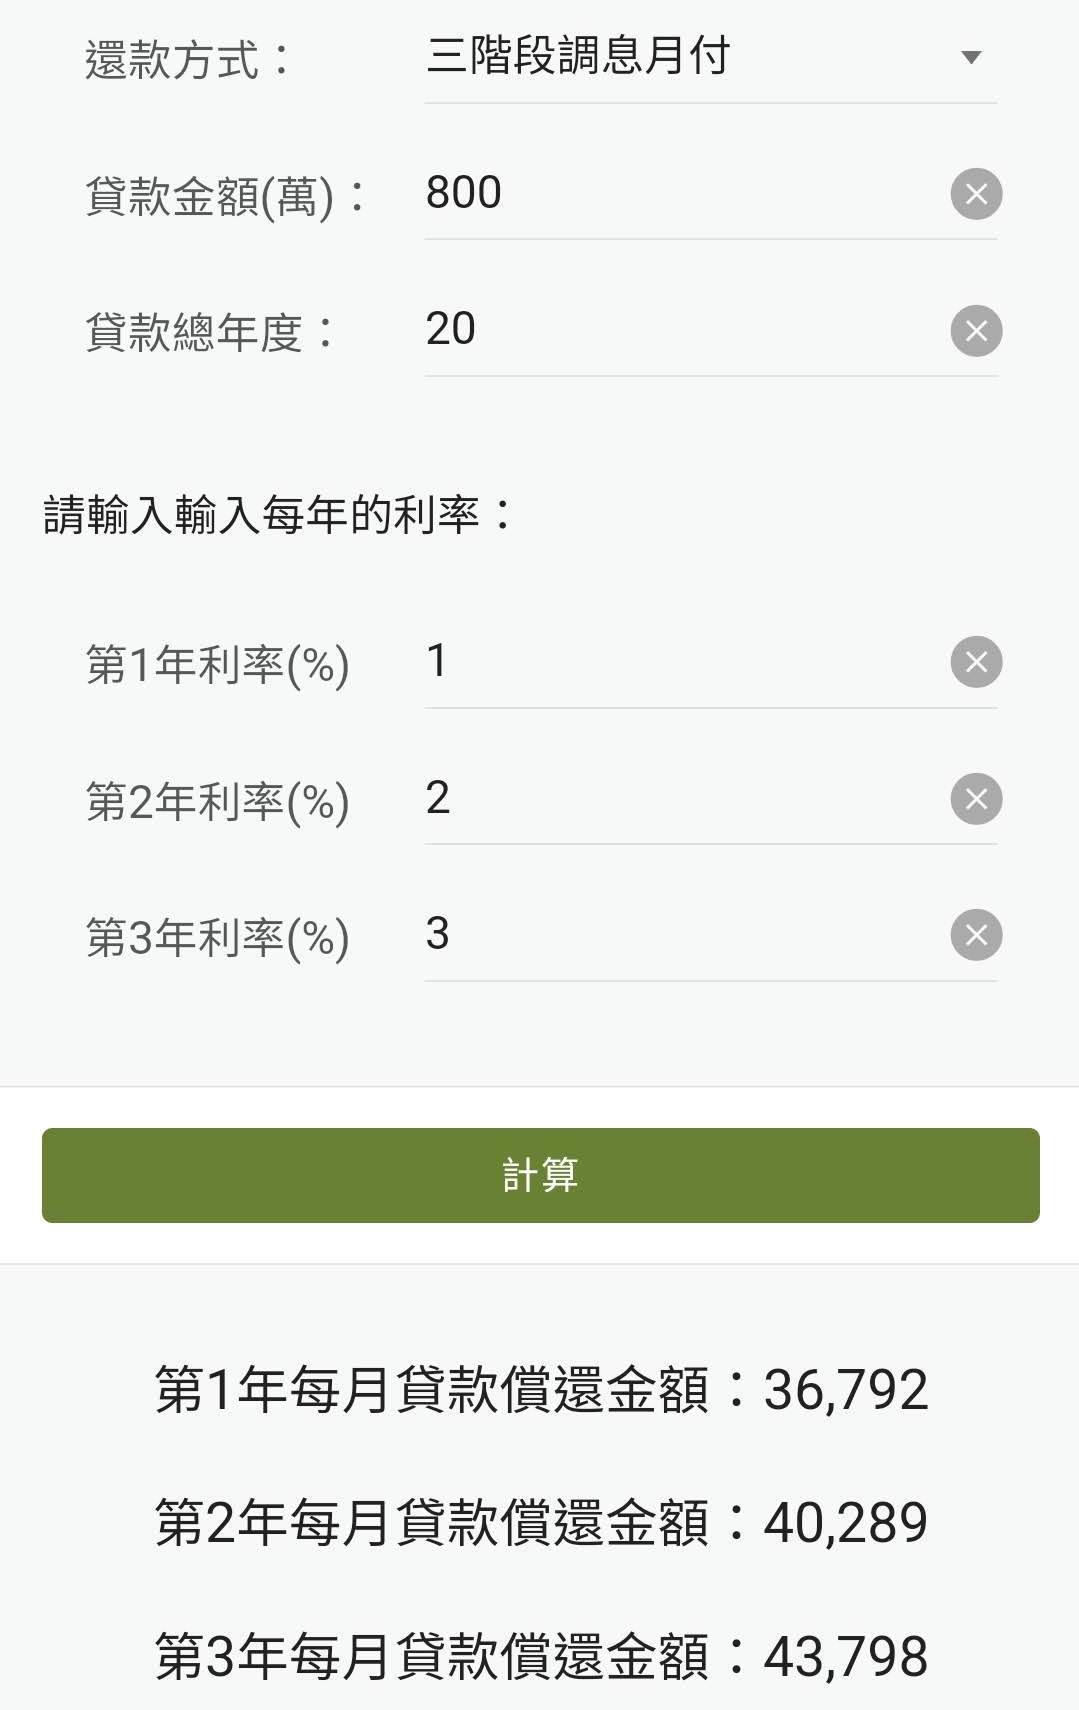 還款方式： 三階段調息月付
貸款金額(萬)： 800
貸款總年度： 20
請輸入輸入每年的利率：
第1年利率(%) 1
第2年利率(%) 2
第3年利率(%) 3
計算
第1年每月貸款償還金額：36,792
第2年每月貸款償還金額：40,289
第3年每月貸款償還金額：43,798